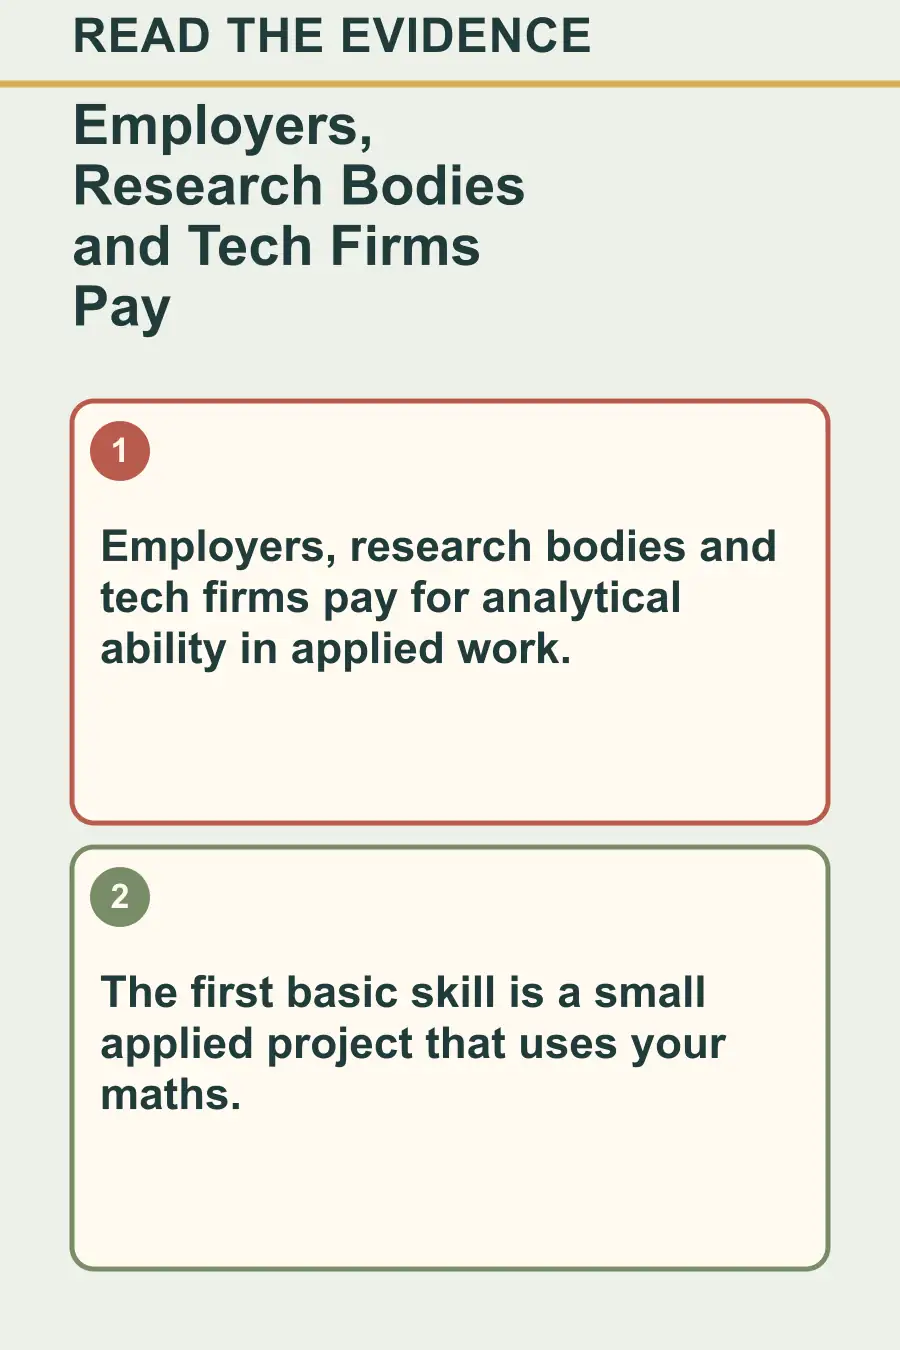 READ THE EVIDENCE
Employers,
Research Bodies
and Tech Firms
Pay
1
Employers, research bodies and
tech firms pay for analytical
ability in applied work.
2
The first basic skill is a small
applied project that uses your
maths.